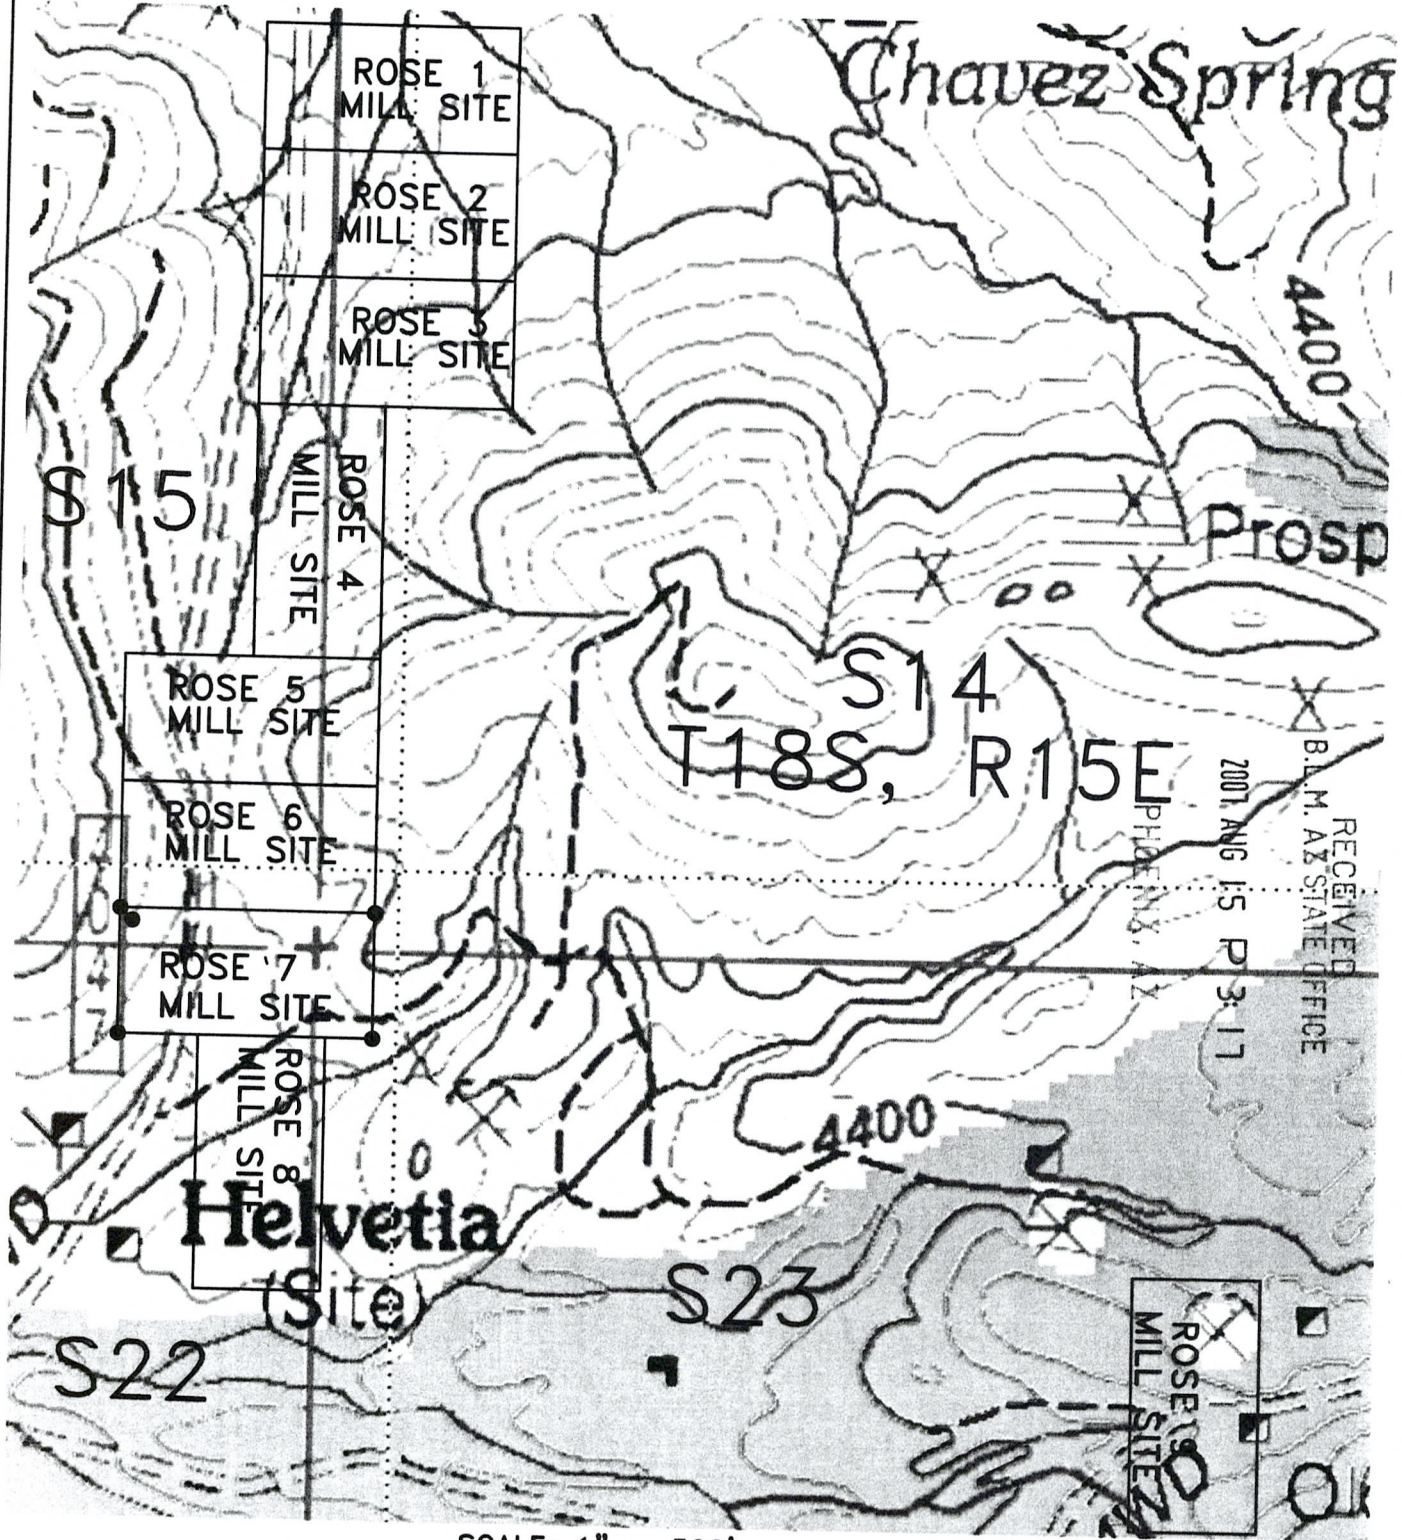 Chavez Spring
ROSE 1
MILL SITE
ROSE 2
MILL SITE
ROSE 3
MILL SITE
4400
S15
ROSE 4
MILL SITE
Prosp
ROSE 5
MILL SITE
S14
T18S, R15E
ROSE 6
MILL SITE
RECEIVED
B.L.M. AZ STATE OFFICE
2007 AUG 15 P 3:17
PHOENIX, AZ
ROSE 7
MILL SITE
ROSE 8
MILL SITE
4400
Helvetia
(Site)
S23
S22
ROSE 9
MILL SITE